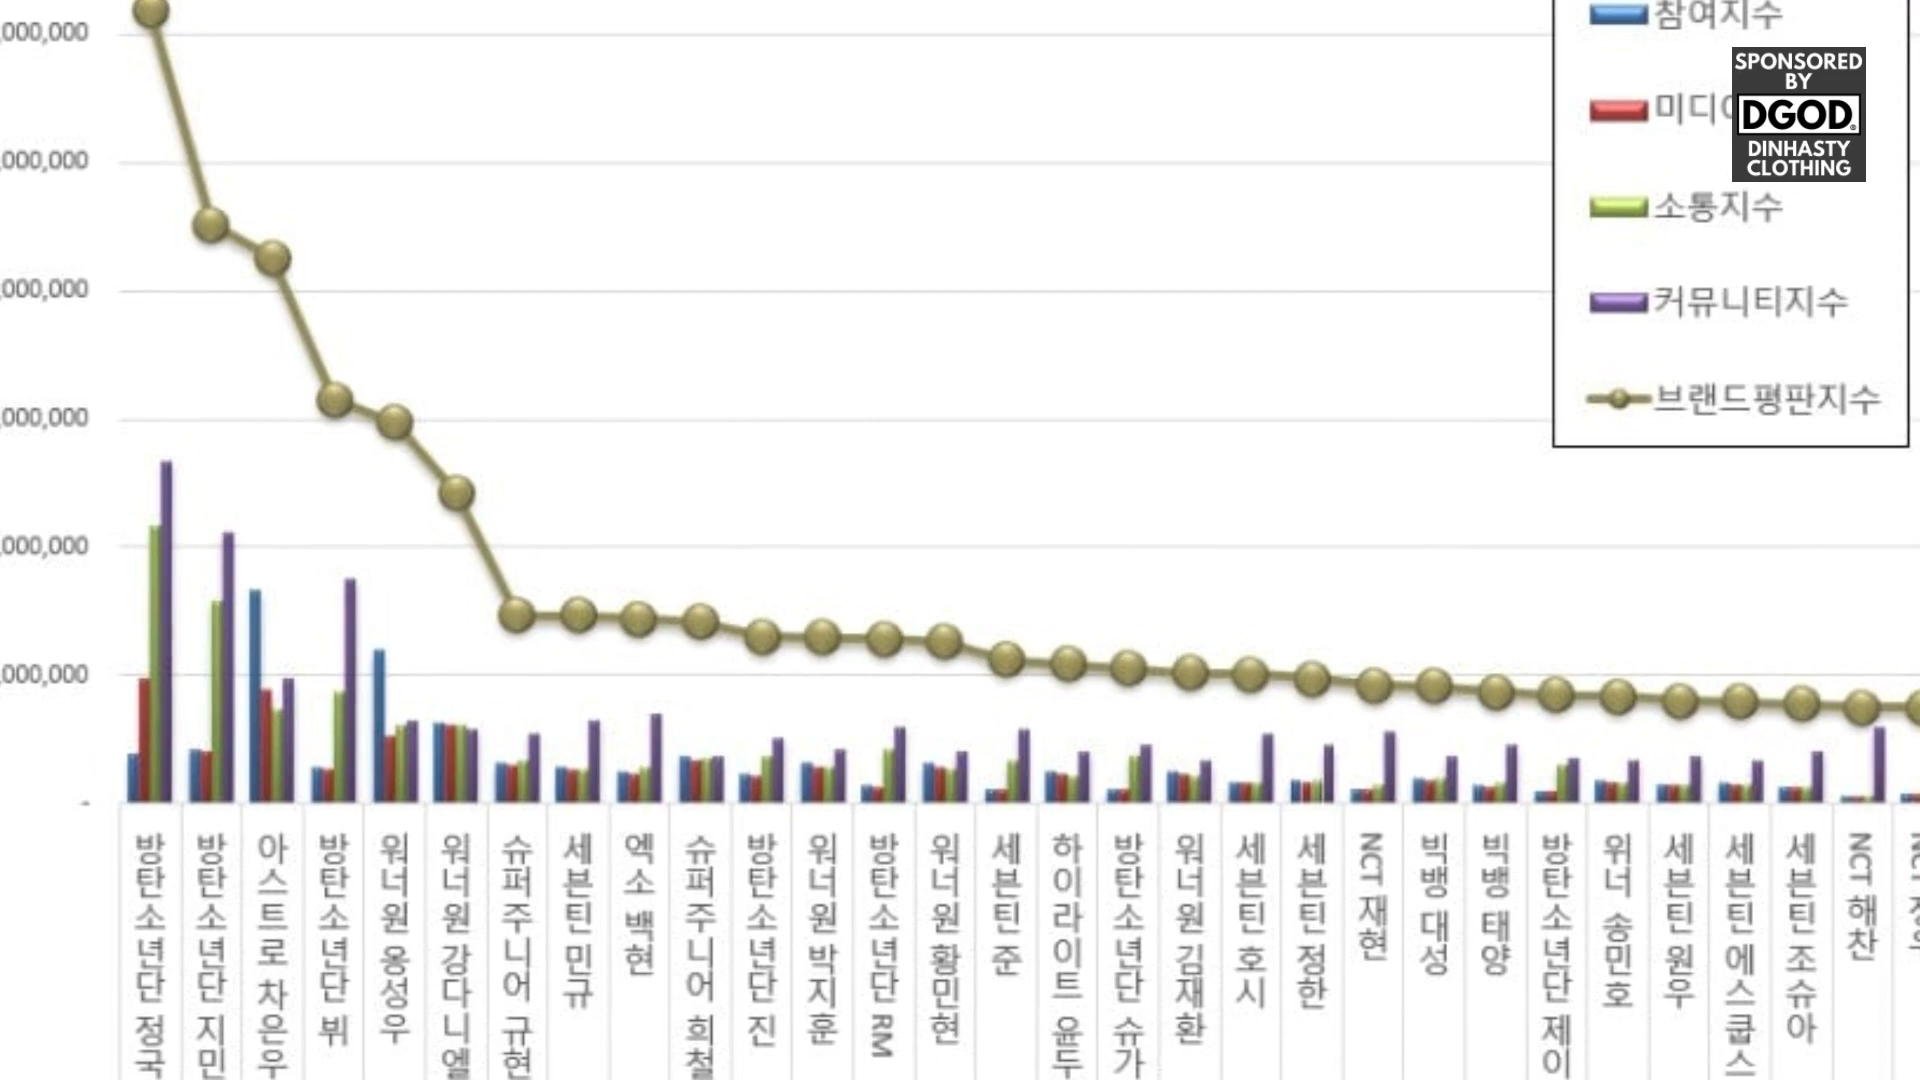 ,000,000
,000,000
,000,000
,000,000
,000,000
,000,000
-
참여지수
미디
소통지수
커뮤니티지수
브랜드평판지수
SPONSORED
BY
DGOD
DINHASTY
CLOTHING
방탄소년단 정국
방탄소년단 지민
아스트로 차은우
방탄소년단 뷔
워너원 옹성우
워너원 강다니엘
슈퍼주니어 규현
세븐틴 민규
엑소 백현
슈퍼주니어 희철
방탄소년단 진
워너원 박지훈
방탄소년단 RM
워너원 황민현
세븐틴 준
하이라이트 윤두
방탄소년단 슈가
워너원 김재환
세븐틴 호시
세븐틴 정한
NCT 재현
빅뱅 대성
빅뱅 태양
방탄소년단 제이
위너 송민호
세븐틴 원우
세븐틴 에스쿱스
세븐틴 조슈아
NCT 해찬